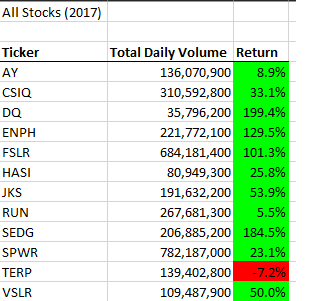 All Stocks (2017)
Ticker Total Daily Volume Return
AY 136,070,900 8.9%
CSIQ 310,592,800 33.1%
DQ 35,796,200 199.4%
ENPH 221,772,100 129.5%
FSLR 684,181,400 101.3%
HASI 80,949,300 25.8%
JKS 191,632,200 53.9%
RUN 267,681,300 5.5%
SEDG 206,885,200 184.5%
SPWR 782,187,000 23.1%
TERP 139,402,800 -7.2%
VSLR 109,487,900 50.0%